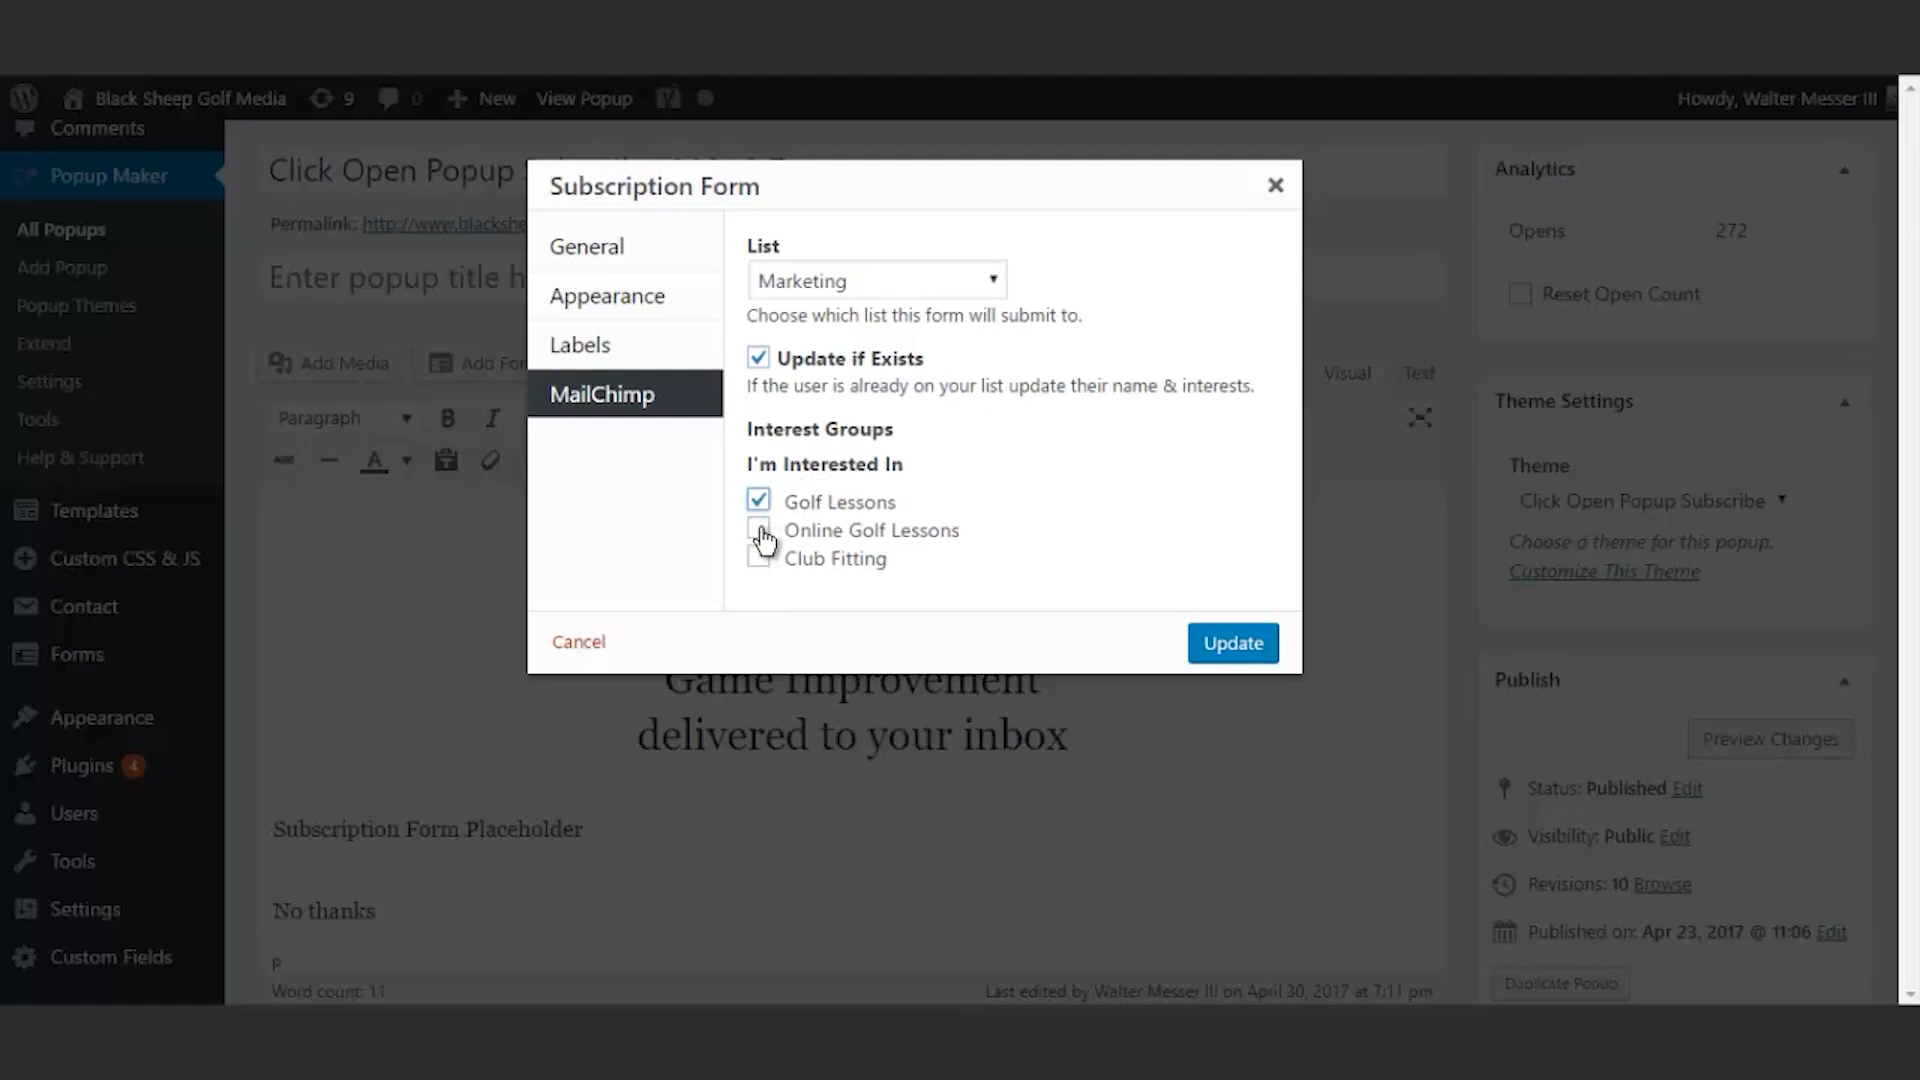 Black Sheep Golf Media 9 0 New View Popup
Howdy, Walter Messer III
Comments
Popup Maker
All Popups
Add Popup
Popup Themes
Extend
Settings
Tools
Help & Support
Templates
Custom CSS & JS
Contact
Forms
Appearance
Plugins 4
Users
Tools
Settings
Custom Fields
Click Open Popup
Permalink: http://www.blackshe
Enter popup title h
Add Media
Add For
Visual Text
Paragraph B I
ABC A
Subscription Form
General
Appearance
Labels
MailChimp
List
Marketing
Choose which list this form will submit to.
Update if Exists
If the user is already on your list update their name & interests.
Interest Groups
I'm Interested In
Golf Lessons
Online Golf Lessons
Club Fitting
Cancel
Update
Game Improvement
delivered to your inbox
Subscription Form Placeholder
No thanks
P
Word count: 11
Last edited by Walter Messer III on April 30, 2017 at 7:11 pm
Analytics
Opens 272
Reset Open Count
Theme Settings
Theme
Click Open Popup Subscribe
Choose a theme for this popup.
Customize This Theme
Publish
Preview Changes
Status: Published Edit
Visibility: Public Edit
Revisions: 10 Browse
Published on: Apr 23, 2017 @ 11:06 Edit
Duplicate Popup